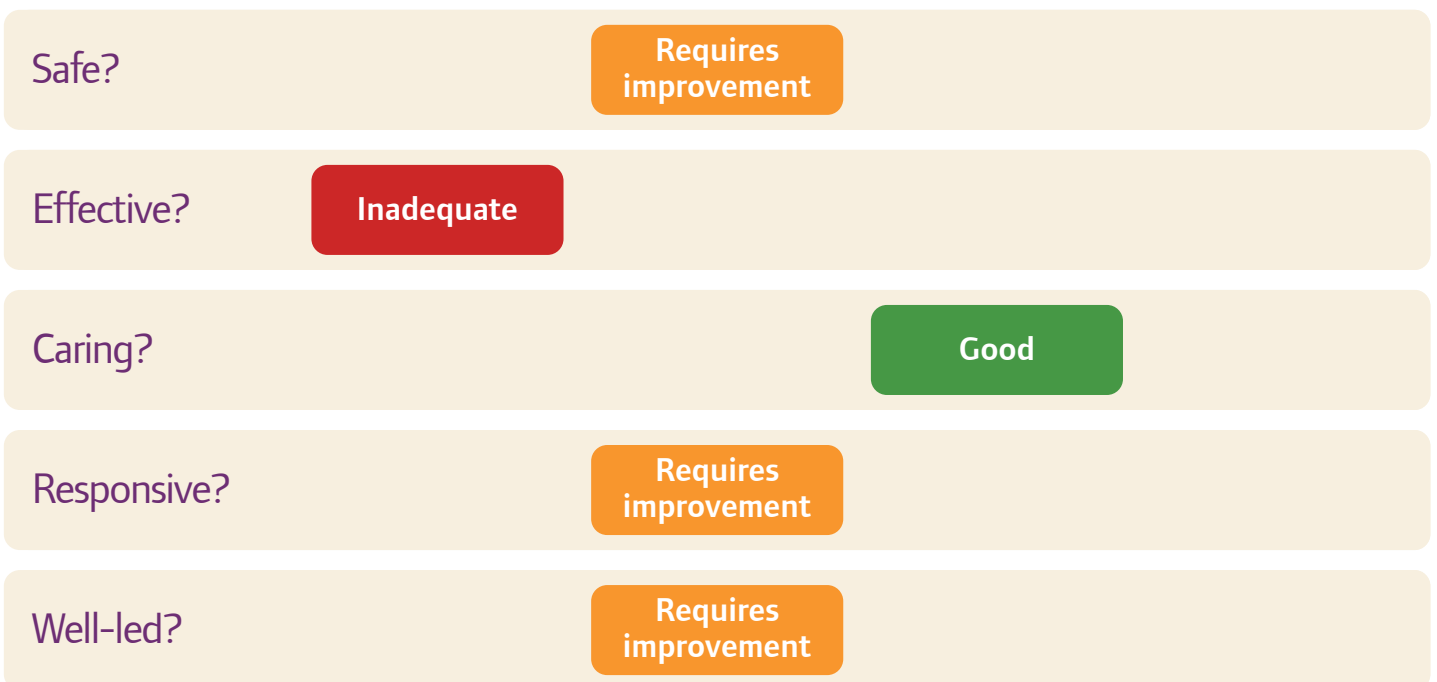 Safe?
Requires
improvement
Effective?
Inadequate
Caring?
Good
Responsive?
Requires
improvement
Well-led?
Requires
improvement